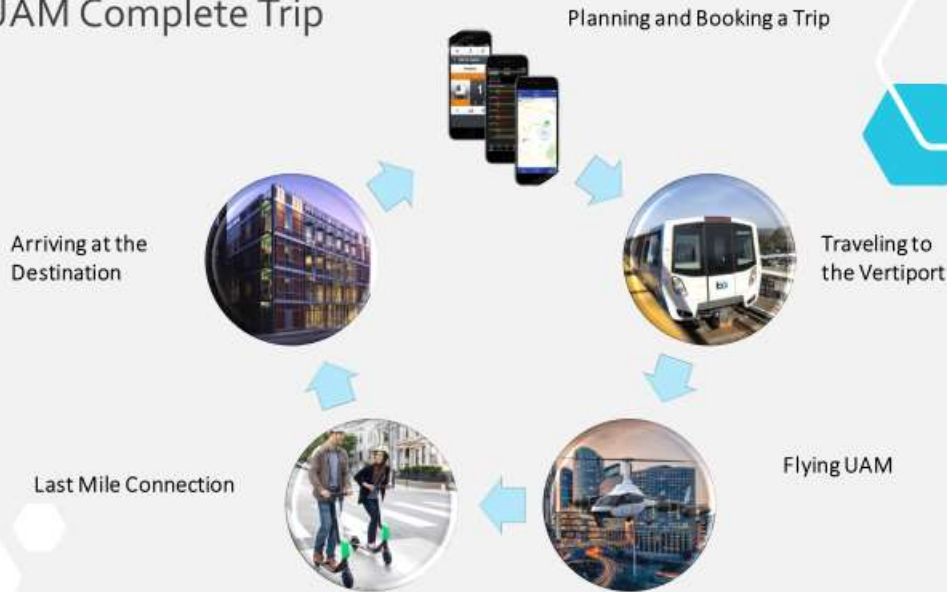 UAM Complete Trip
Planning and Booking a Trip
Traveling to
the Vertiport
Flying UAM
Last Mile Connection
Arriving at the
Destination